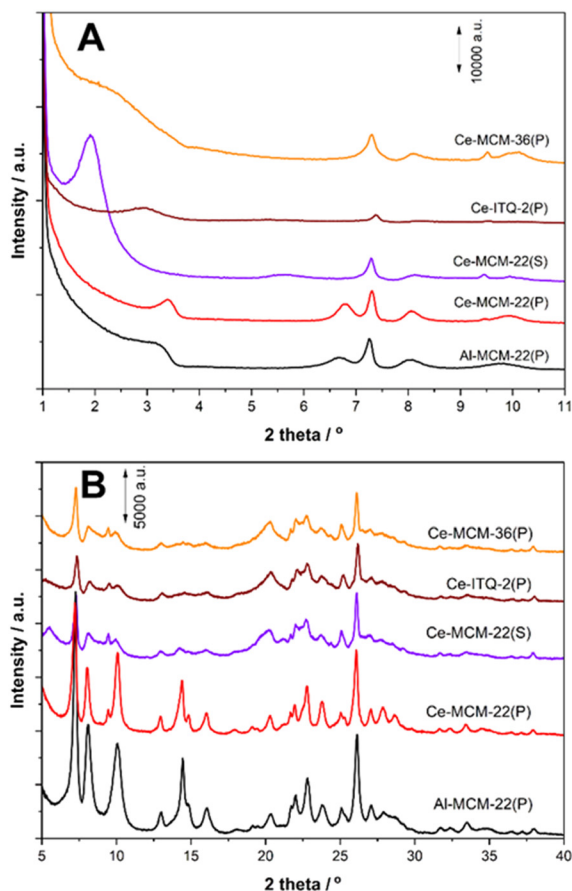 A
10000 a.u.
Ce-MCM-36(P)
Ce-ITQ-2(P)
Ce-MCM-22(S)
Ce-MCM-22(P)
Al-MCM-22(P)
Intensity / a.u.
1 2 3 4 5 6 7 8 9 10 11
2 theta / °
B
5000 a.u.
Ce-MCM-36(P)
Ce-ITQ-2(P)
Ce-MCM-22(S)
Ce-MCM-22(P)
Al-MCM-22(P)
Intensity / a.u.
5 10 15 20 25 30 35 40
2 theta / °